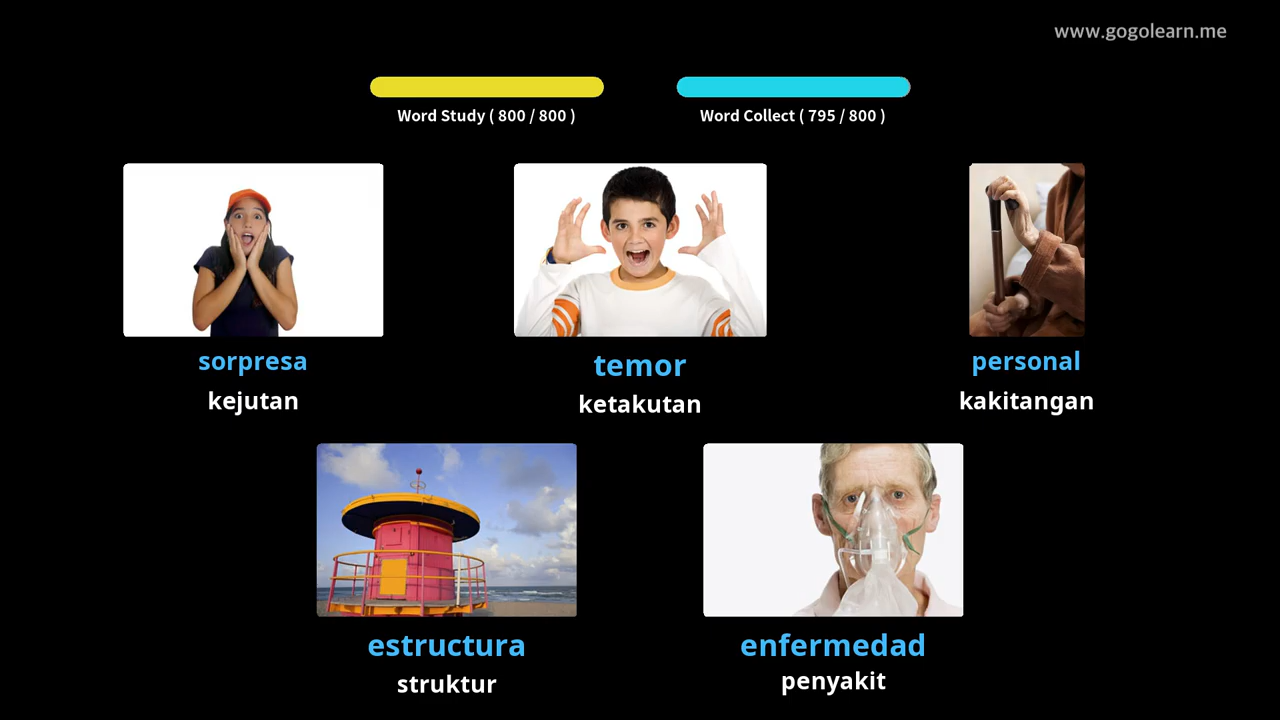 www.gogolearn.me
Word Study ( 800 / 800 )
Word Collect ( 795 / 800 )
sorpresa
kejutan
temor
ketakutan
personal
kakitangan
estructura
struktur
enfermedad
penyakit